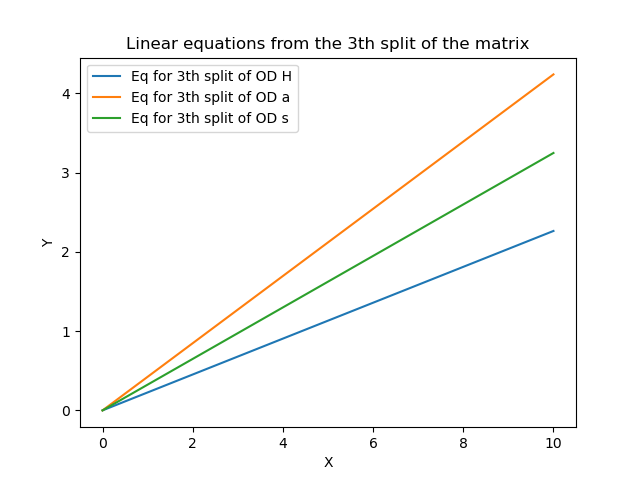 Linear equations from the 3th split of the matrix
Eq for 3th split of OD H
Eq for 3th split of OD a
Eq for 3th split of OD s
4
3
2
1
0
Y
0 2 4 6 8 10
X